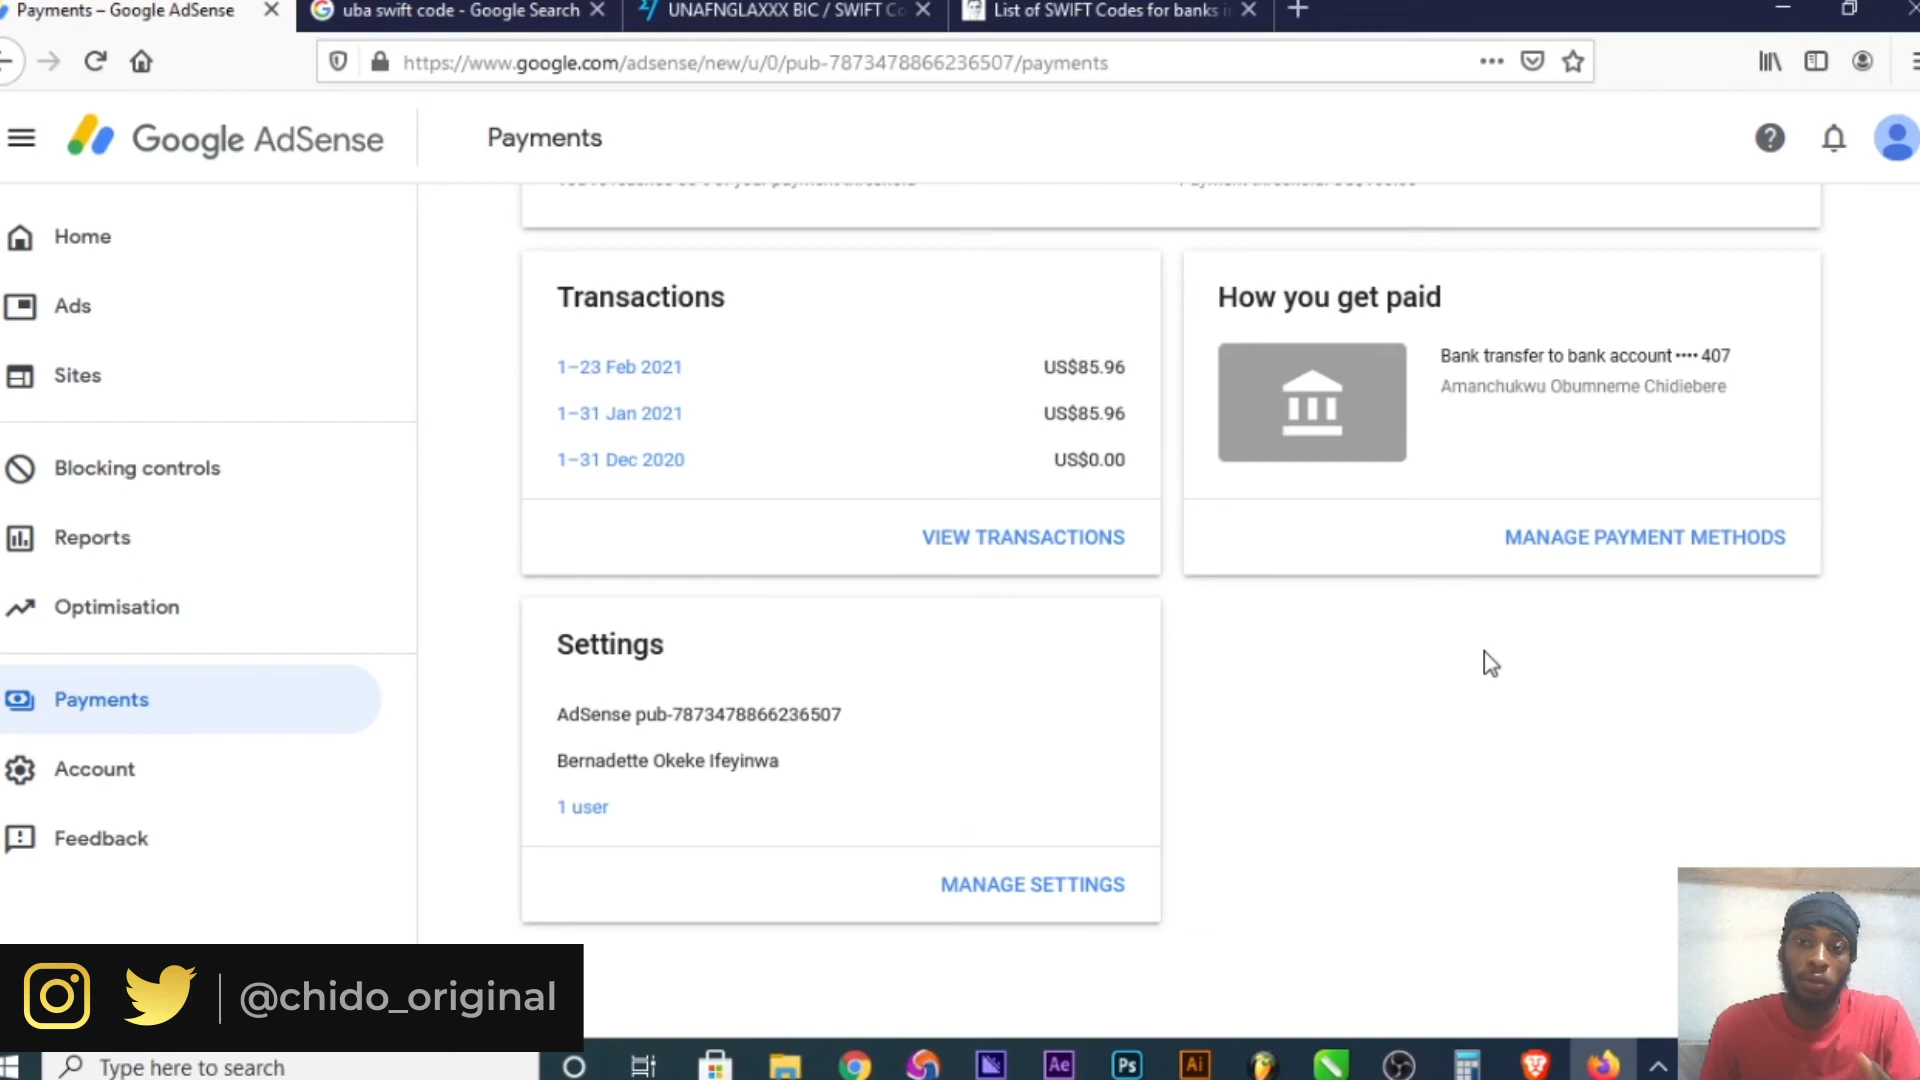 Payments – Google AdSense
uba swift code - Google Search
UNAFNGLAXXX BIC / SWIFT Co
List of SWIFT Codes for banks i
https://www.google.com/adsense/new/u/0/pub-7873478866236507/payments
Google AdSense
Payments
Home
Ads
Sites
Blocking controls
Reports
Optimisation
Payments
Account
Feedback
Transactions
1–23 Feb 2021 US$85.96
1–31 Jan 2021 US$85.96
1–31 Dec 2020 US$0.00
VIEW TRANSACTIONS
How you get paid
Bank transfer to bank account •••• 407
Amanchukwu Obumneme Chidiebere
MANAGE PAYMENT METHODS
Settings
AdSense pub-7873478866236507
Bernadette Okeke Ifeyinwa
1 user
MANAGE SETTINGS
@chido_original
Type here to search
Ae
Ps
Ai